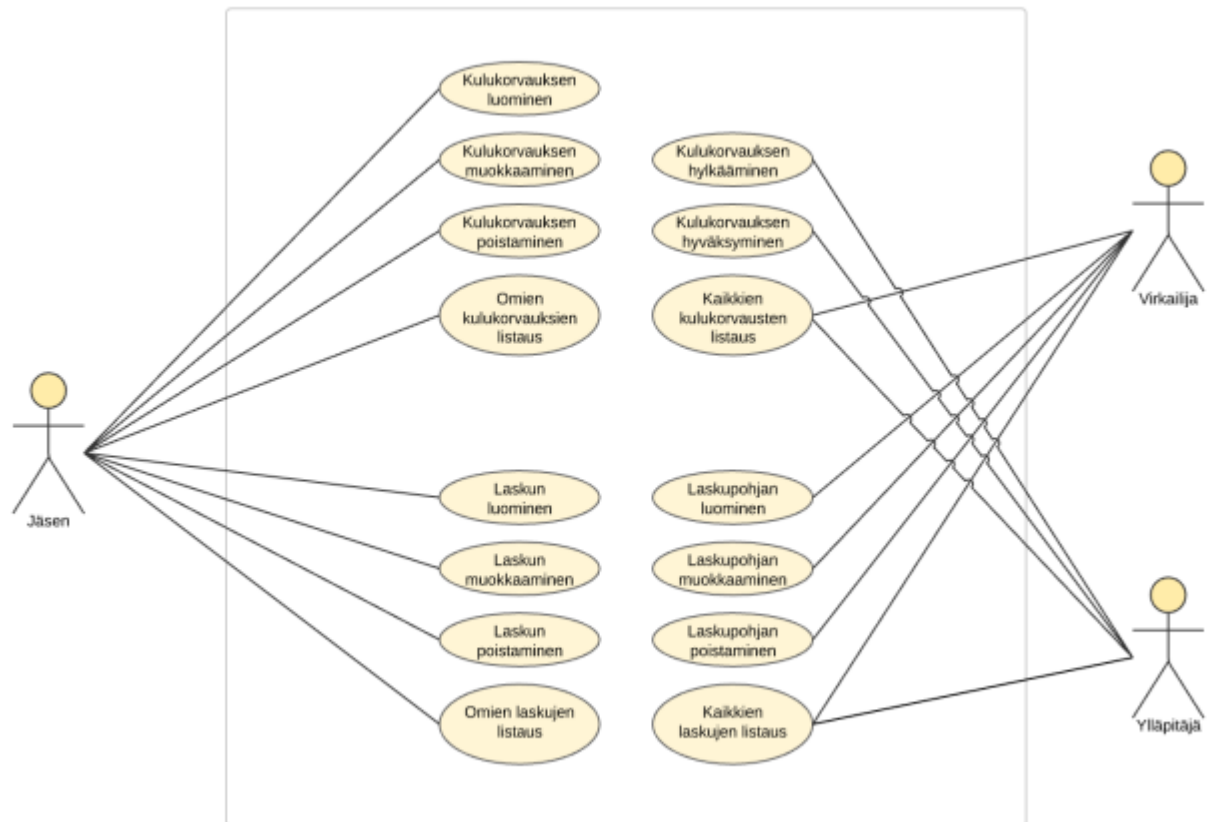 Kulukorvauksen
luominen
Kulukorvauksen
muokkaaminen
Kulukorvauksen
hylkääminen
Kulukorvauksen
poistaminen
Kulukorvauksen
hyväksyminen
Omien
kulukorvauksien
listaus
Kaikkien
kulukorvausten
listaus
Virkailija
Jäsen
Laskun
luominen
Laskupohjan
luominen
Laskun
muokkaaminen
Laskupohjan
muokkaaminen
Laskun
poistaminen
Laskupohjan
poistaminen
Omien laskujen
listaus
Kaikkien
laskujen listaus
Ylläpitäjä